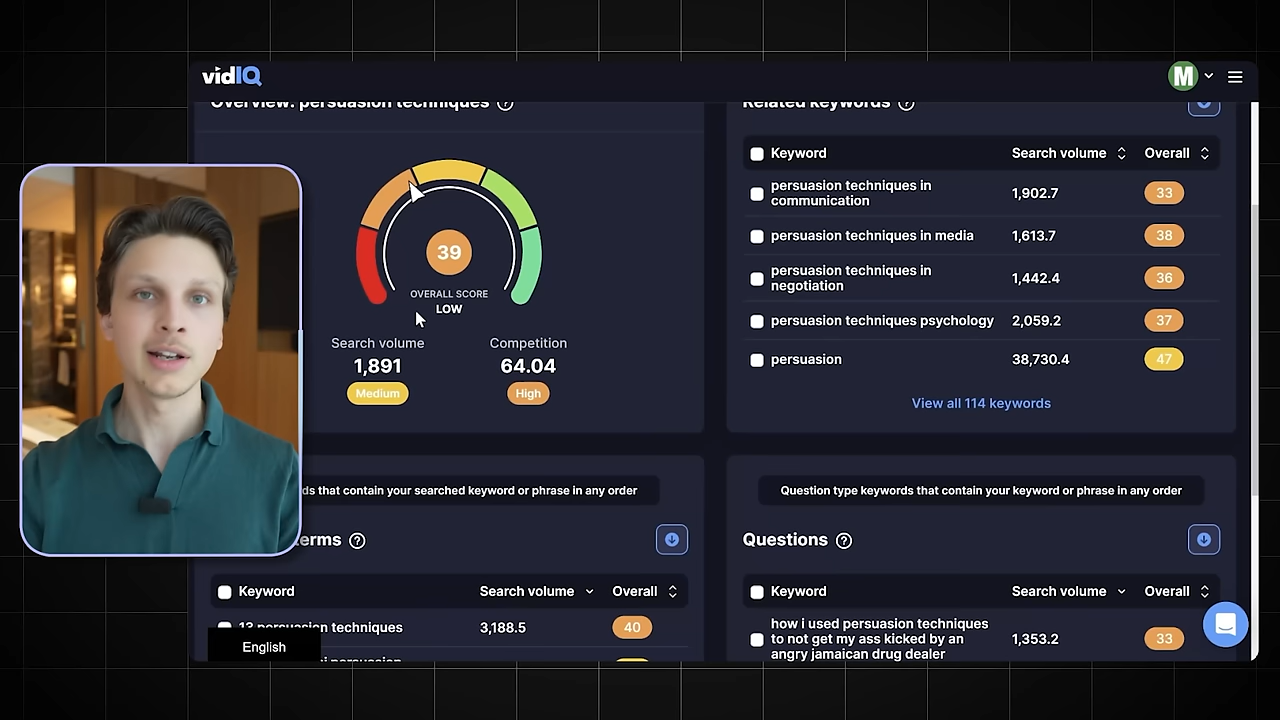 vidIQ
M
Overview: persuasion techniques ?
Related keywords ?
39
OVERALL SCORE
LOW
Search volume
Competition
1,891
64.04
Medium
High
Keyword Search volume Overall
persuasion techniques in
communication
1,902.7
33
persuasion techniques in media
1,613.7
38
persuasion techniques in
negotiation
1,442.4
36
persuasion techniques psychology
2,059.2
37
persuasion
38,730.4
47
View all 114 keywords
ds that contain your searched keyword or phrase in any order
erms ?
Keyword Search volume Overall
13 persuasion techniques
3,188.5
40
persuasion
English
Question type keywords that contain your keyword or phrase in any order
Questions ?
Keyword Search volume Overall
how i used persuasion techniques
to not get my ass kicked by an
angry jamaican drug dealer
1,353.2
33